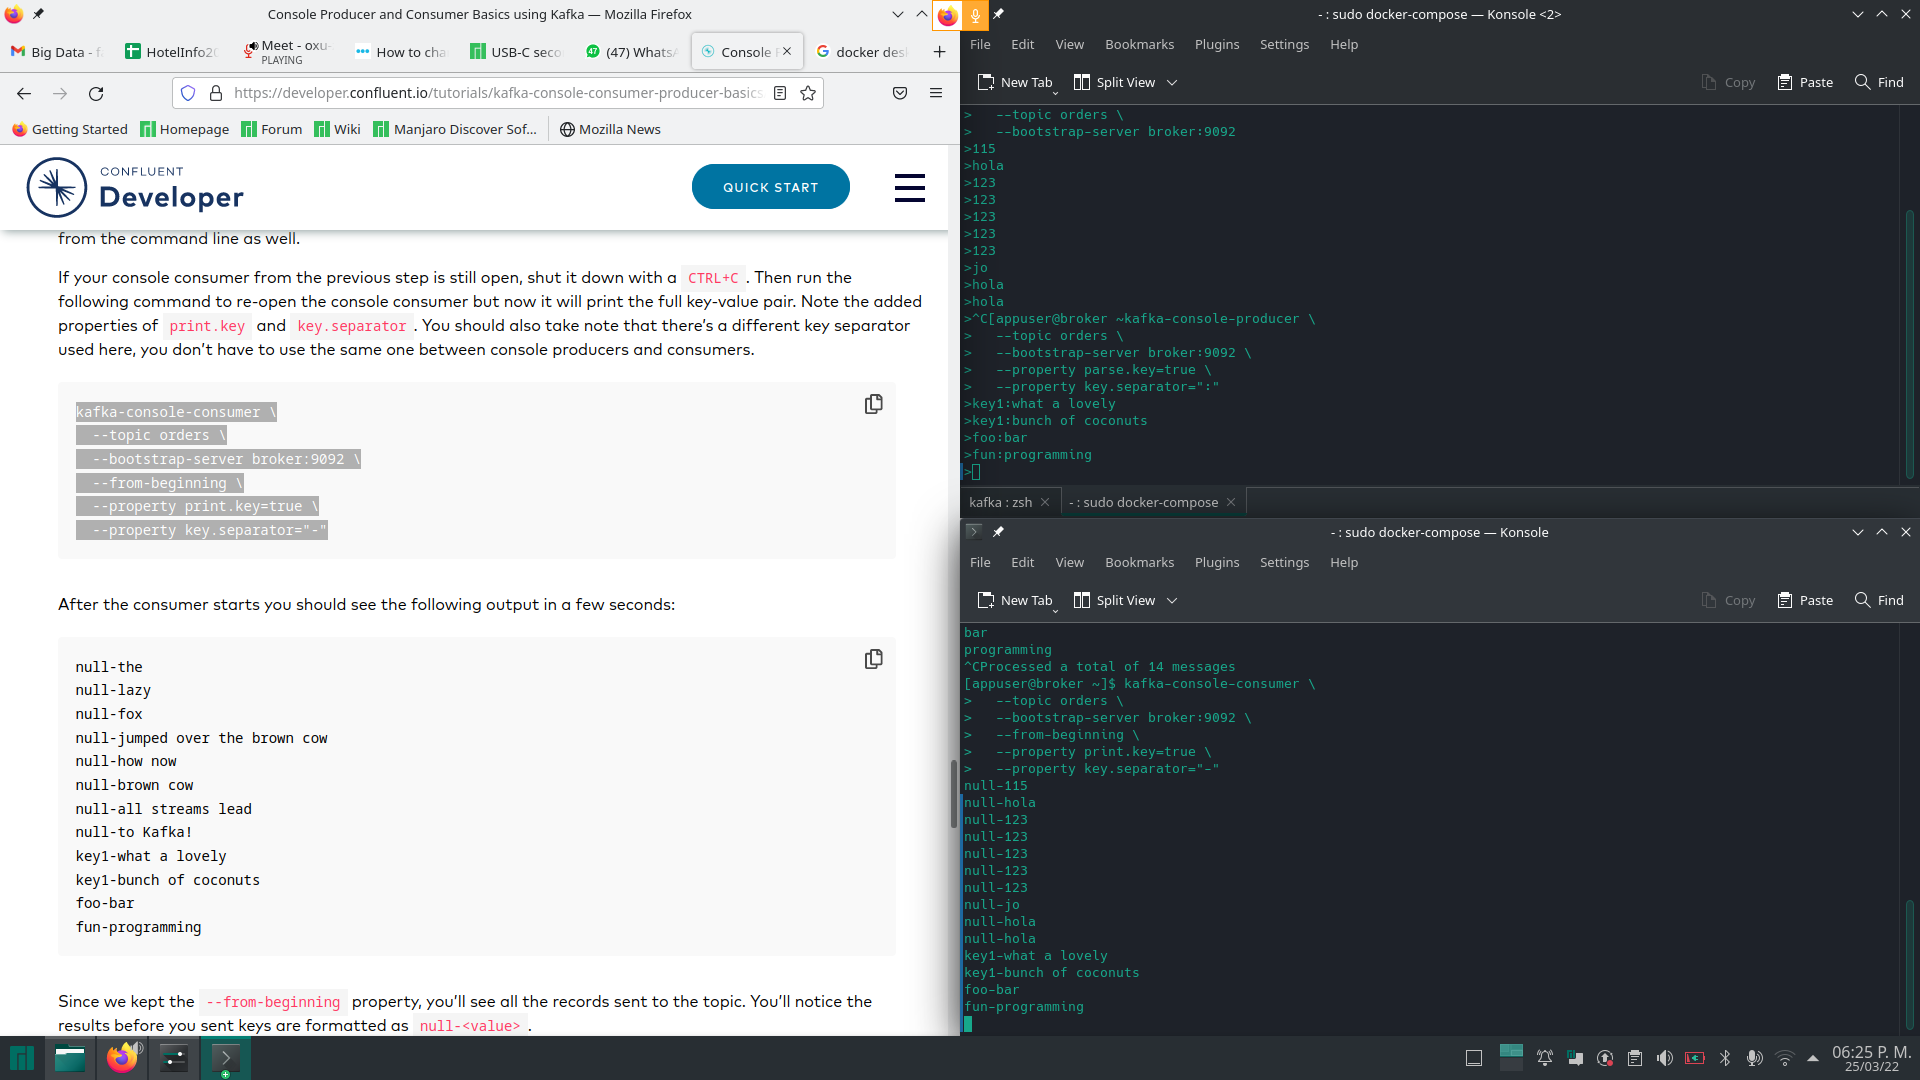 Console Producer and Consumer Basics using Kafka — Mozilla Firefox
Big Data - f
HotelInfo20
Meet - oxu-
PLAYING
How to cha
USB-C seco
(47) WhatsA
Console P
docker des
https://developer.confluent.io/tutorials/kafka-console-consumer-producer-basics
Getting Started
Homepage
Forum
Wiki
Manjaro Discover Sof...
Mozilla News
CONFLUENT
Developer
QUICK START
from the command line as well.
If your console consumer from the previous step is still open, shut it down with a CTRL+C . Then run the
following command to re-open the console consumer but now it will print the full key-value pair. Note the added
properties of print.key and key.separator . You should also take note that there's a different key separator
used here, you don't have to use the same one between console producers and consumers.
kafka-console-consumer \
--topic orders \
--bootstrap-server broker:9092 \
--from-beginning \
--property print.key=true \
--property key.separator="-"
After the consumer starts you should see the following output in a few seconds:
null-the
null-lazy
null-fox
null-jumped over the brown cow
null-how now
null-brown cow
null-all streams lead
null-to Kafka!
key1-what a lovely
key1-bunch of coconuts
foo-bar
fun-programming
Since we kept the --from-beginning property, you'll see all the records sent to the topic. You'll notice the
results before you sent keys are formatted as null-<value> .
- : sudo docker-compose — Konsole <2>
File Edit View Bookmarks Plugins Settings Help
New Tab Split View Copy Paste Find
> --topic orders \
> --bootstrap-server broker:9092
>115
>hola
>123
>123
>123
>123
>123
>jo
>hola
>hola
>^C[appuser@broker ~kafka-console-producer \
> --topic orders \
> --bootstrap-server broker:9092 \
> --property parse.key=true \
> --property key.separator=":"
>key1:what a lovely
>key1:bunch of coconuts
>foo:bar
>fun:programming
>
kafka : zsh
- : sudo docker-compose
- : sudo docker-compose — Konsole
File Edit View Bookmarks Plugins Settings Help
New Tab Split View Copy Paste Find
bar
programming
^CProcessed a total of 14 messages
[appuser@broker ~]$ kafka-console-consumer \
> --topic orders \
> --bootstrap-server broker:9092 \
> --from-beginning \
> --property print.key=true \
> --property key.separator="-"
null-115
null-hola
null-123
null-123
null-123
null-123
null-123
null-jo
null-hola
null-hola
key1-what a lovely
key1-bunch of coconuts
foo-bar
fun-programming
06:25 P. M.
25/03/22